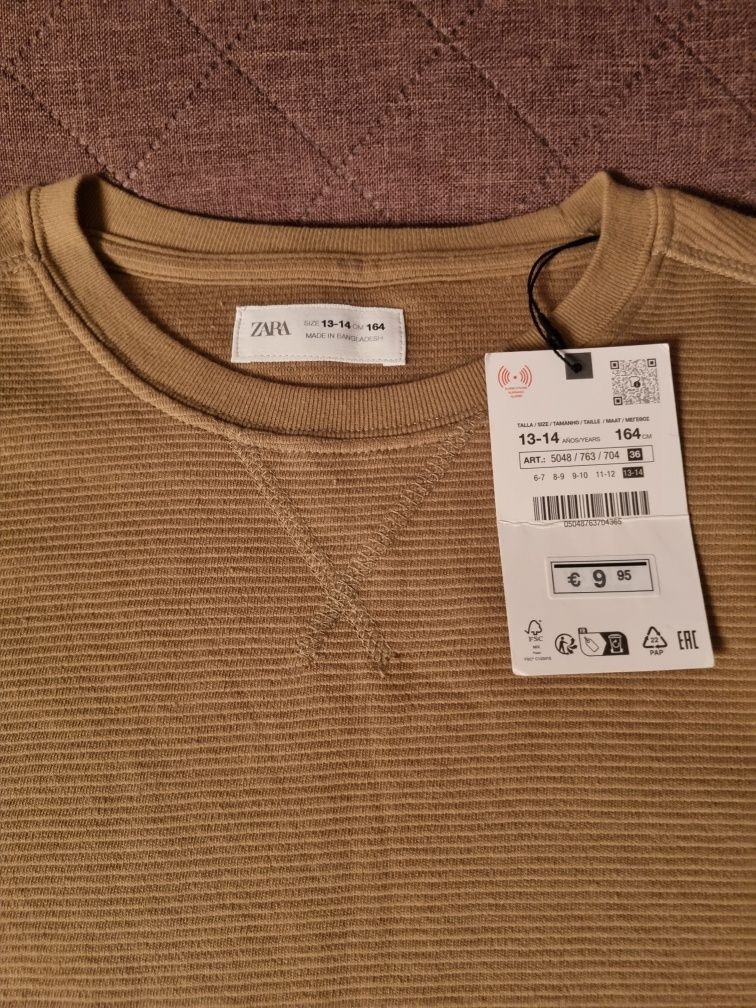 ZARA
SIZE 13-14 CM 164
MADE IN BANGLADESH
TALLA / SIZE / TAMANHO / TAILLE / MAAT / ΜΕΓΕΘΟΣ
13-14 AÑOS/YEARS 164 CM
ART.: 5048 / 763 / 704 36
6-7 8-9 9-10 11-12 13-14
05048763704365
€ 9 95
FSC
MIX
22
PAP
EAC